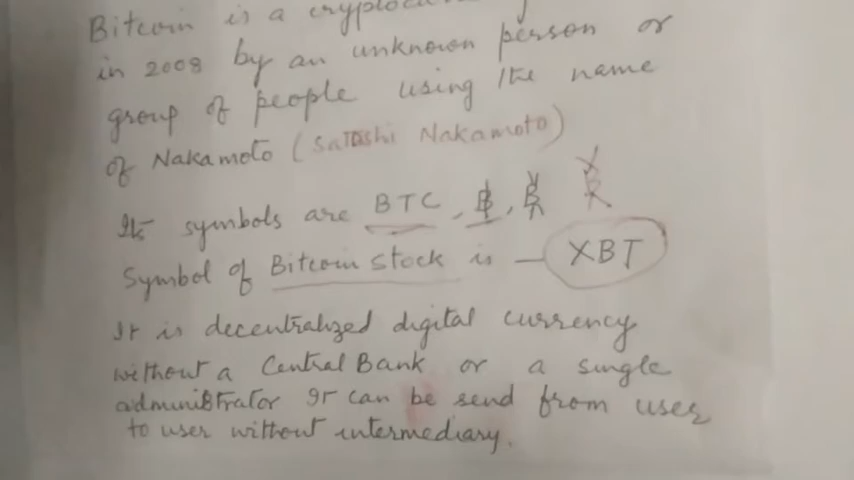 Bitcoin is a
in 2008 by an unknown person or
group of people using the name
of Nakamoto (Satoshi Nakamoto)
Its symbols are BTC, ₿,
Symbol of Bitcoin stock is — XBT
It is decentralized digital currency
without a Central Bank or a single
administrator It can be send from user
to user without intermediary.